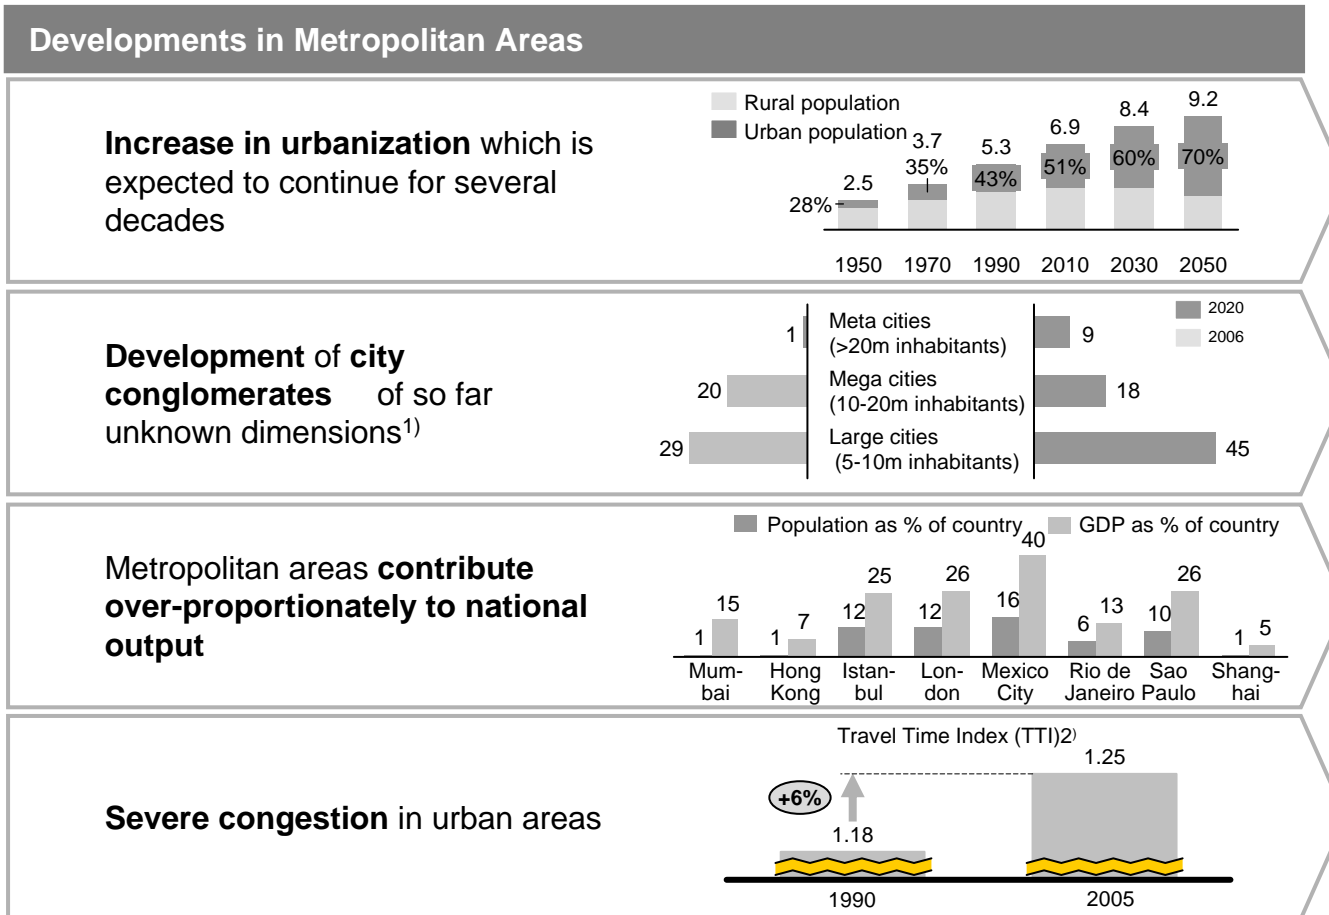 Developments in Metropolitan Areas
Increase in urbanization which is
expected to continue for several
decades
Rural population
Urban population
2.5
3.7
5.3
6.9
8.4
9.2
28%
35%
43%
51%
60%
70%
1950 1970 1990 2010 2030 2050
Development of city
conglomerates of so far
unknown dimensions1)
2020
2006
1
Meta cities
(>20m inhabitants)
9
20
Mega cities
(10-20m inhabitants)
18
29
Large cities
(5-10m inhabitants)
45
Metropolitan areas contribute
over-proportionately to national
output
Population as % of country
GDP as % of country
1 15
1 7
12 25
12 26
16 40
6 13
10 26
1 5
Mum-
bai
Hong
Kong
Istan-
bul
Lon-
don
Mexico
City
Rio de
Janeiro
Sao
Paulo
Shang-
hai
Severe congestion in urban areas
Travel Time Index (TTI)2)
+6%
1.18
1.25
1990
2005